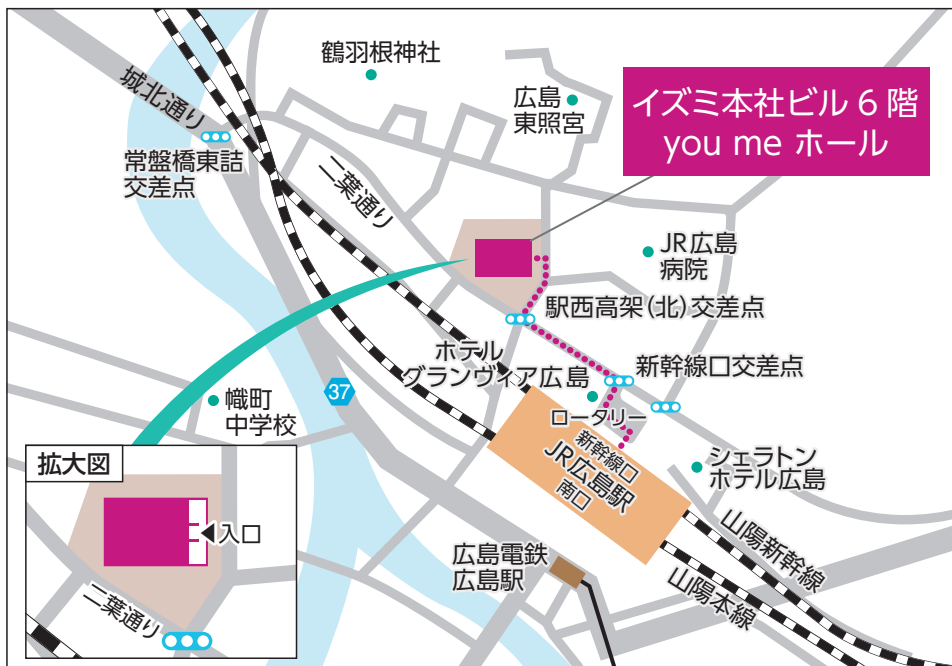 鶴羽根神社
城北通り
広島
東照宮
イズミ本社ビル 6 階
you me ホール
常盤橋東詰
交差点
二葉通り
JR広島
病院
駅西高架(北)交差点
ホテル
グランヴィア広島
新幹線口交差点
37
幟町
中学校
ロータリー
新幹線口
JR広島駅
南口
シェラトン
ホテル広島
拡大図
入口
二葉通り
広島電鉄
広島駅
山陽新幹線
山陽本線